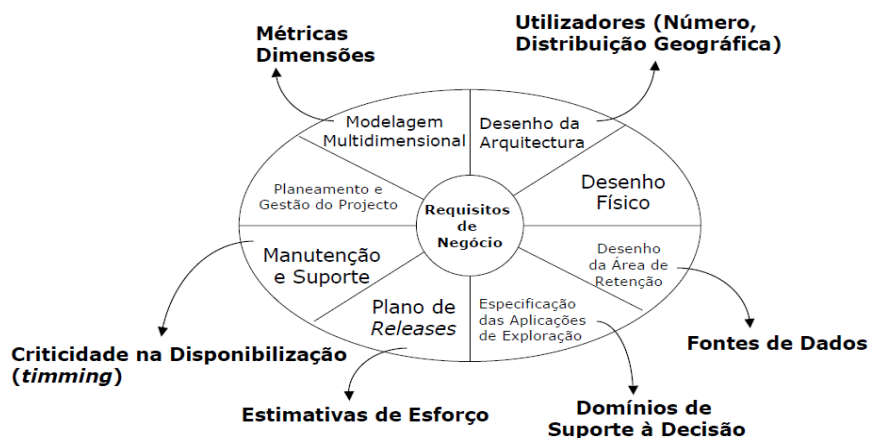 Métricas
Dimensões
Utilizadores (Número,
Distribuição Geográfica)
Modelagem
Multidimensional
Desenho da
Arquitectura
Planeamento e
Gestão do Projecto
Requisitos
de
Negócio
Desenho
Físico
Manutenção
e Suporte
Desenho
da Área de
Retenção
Plano de
Releases
Especificação
das Aplicações
de Exploração
Criticidade na Disponibilização
(timming)
Fontes de Dados
Estimativas de Esforço
Domínios de
Suporte à Decisão